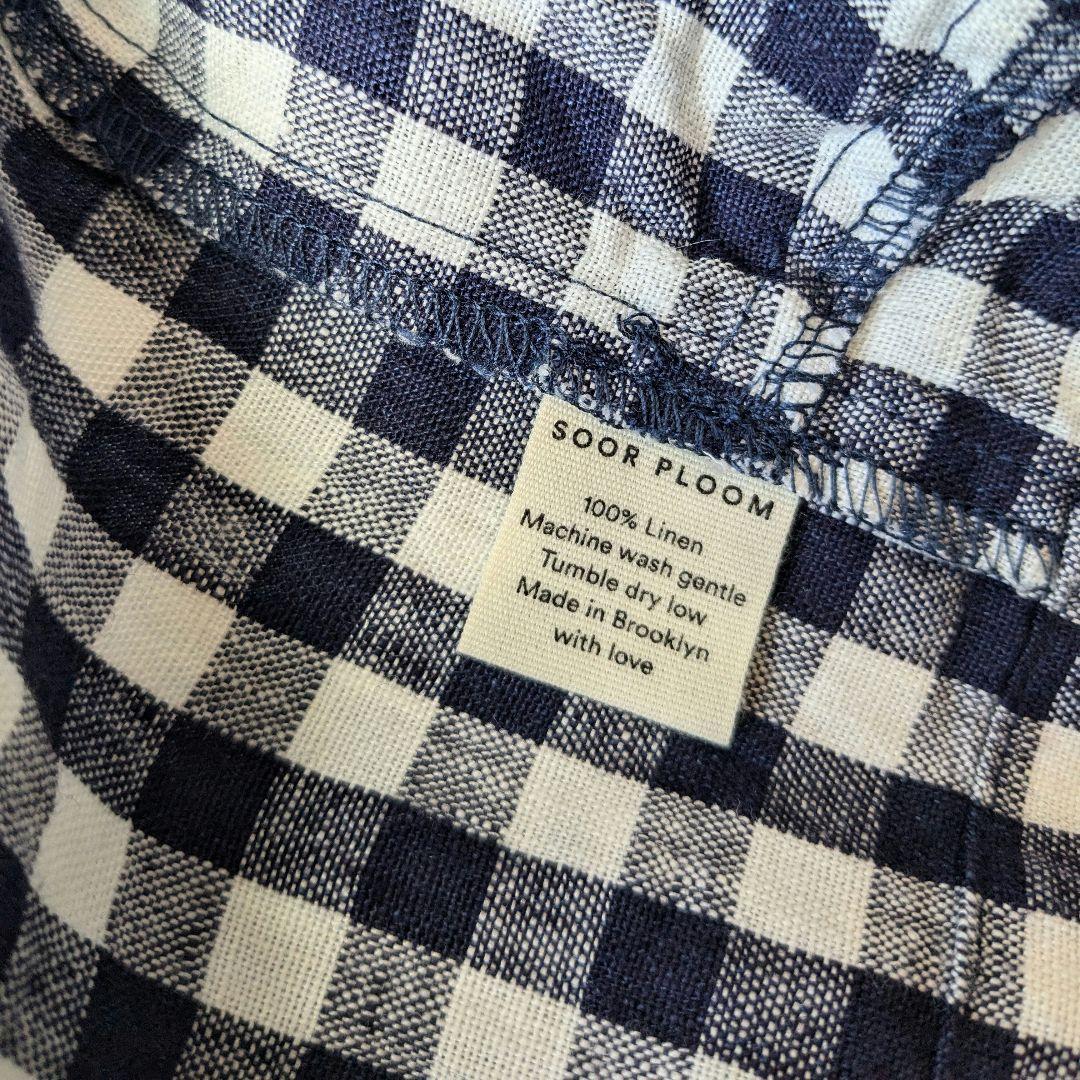 SOOR PLOOM
100% Linen
Machine wash gentle
Tumble dry low
Made in Brooklyn
with love